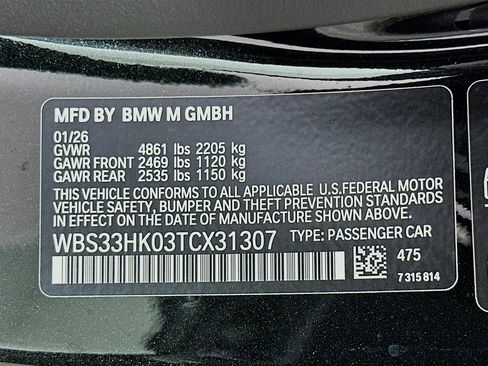 MFD BY BMW M GMBH
01/26
GVWR 4861 lbs 2205 kg
GAWR FRONT 2469 lbs 1120 kg
GAWR REAR 2535 lbs 1150 kg
THIS VEHICLE CONFORMS TO ALL APPLICABLE U.S.FEDERAL MOTOR
VEHICLE SAFETY, BUMPER AND THEFT PREVENTION STANDARDS
IN EFFECT ON THE DATE OF MANUFACTURE SHOWN ABOVE.
WBS33HK03TCX31307 TYPE: PASSENGER CAR
475
7315814